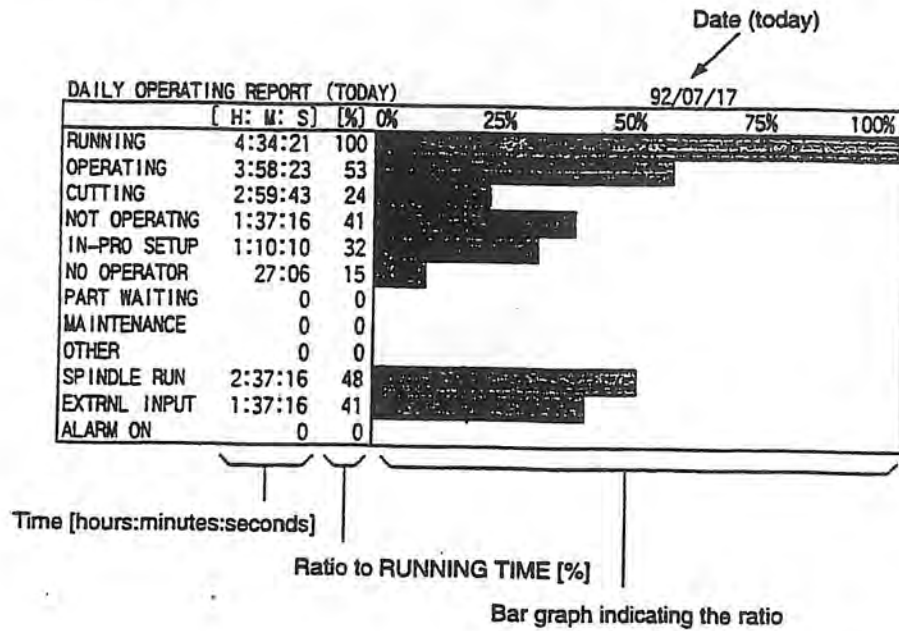 Date (today)
DAILY OPERATING REPORT (TODAY) 92/07/17
[ H: M: S] [%] 0% 25% 50% 75% 100%
RUNNING 4:34:21 100
OPERATING 3:58:23 53
CUTTING 2:59:43 24
NOT OPERATNG 1:37:16 41
IN-PRO SETUP 1:10:10 32
NO OPERATOR 27:06 15
PART WAITING 0 0
MAINTENANCE 0 0
OTHER 0 0
SPINDLE RUN 2:37:16 48
EXTRNL INPUT 1:37:16 41
ALARM ON 0 0
Time [hours:minutes:seconds]
Ratio to RUNNING TIME [%]
Bar graph indicating the ratio